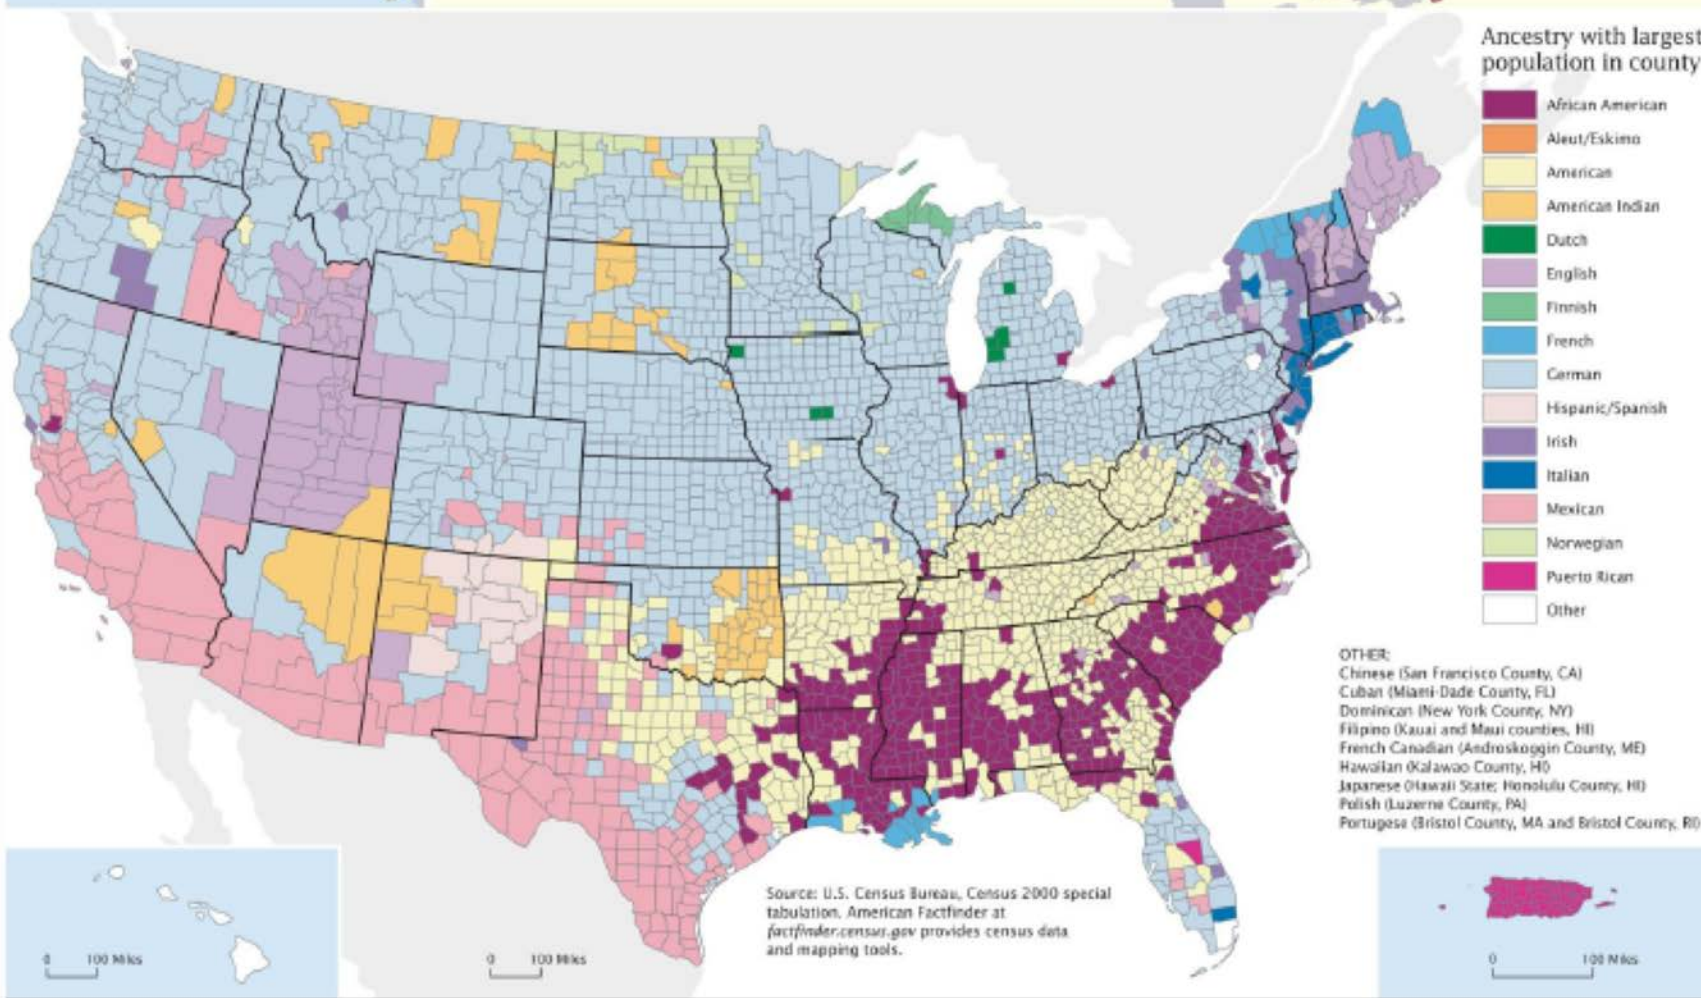 Ancestry with largest
population in county
African American
Aleut/Eskimo
American
American Indian
Dutch
English
Finnish
French
German
Hispanic/Spanish
Irish
Italian
Mexican
Norwegian
Puerto Rican
Other
OTHER:
Chinese (San Francisco County, CA)
Cuban (Miami-Dade County, FL)
Dominican (New York County, NY)
Filipino (Kauai and Maui counties, HI)
French Canadian (Androskoggin County, ME)
Hawaiian (Kalawao County, HI)
Japanese (Hawaii State; Honolulu County, HI)
Polish (Luzerne County, PA)
Portugese (Bristol County, MA and Bristol County, RI)
Source: U.S. Census Bureau, Census 2000 special
tabulation. American Factfinder at
factfinder.census.gov provides census data
and mapping tools.
0 100 Miles
0 100 Miles
0 100 Miles